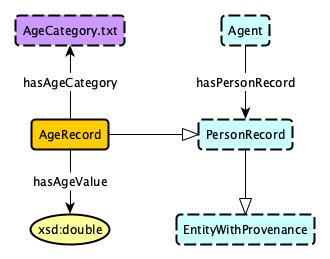 AgeCategory.txt
Agent
hasAgeCategory
hasPersonRecord
AgeRecord
PersonRecord
hasAgeValue
xsd:double
EntityWithProvenance